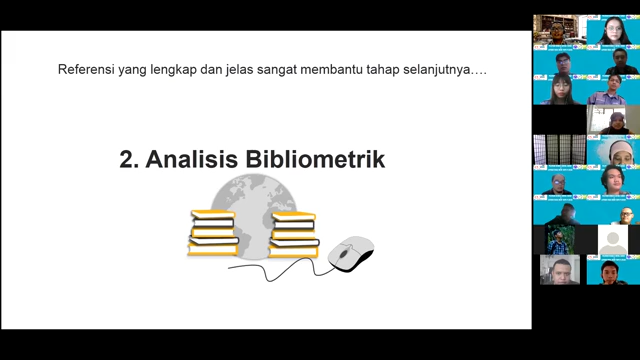 Referensi yang lengkap dan jelas sangat membantu tahap selanjutnya….
2. Analisis Bibliometrik